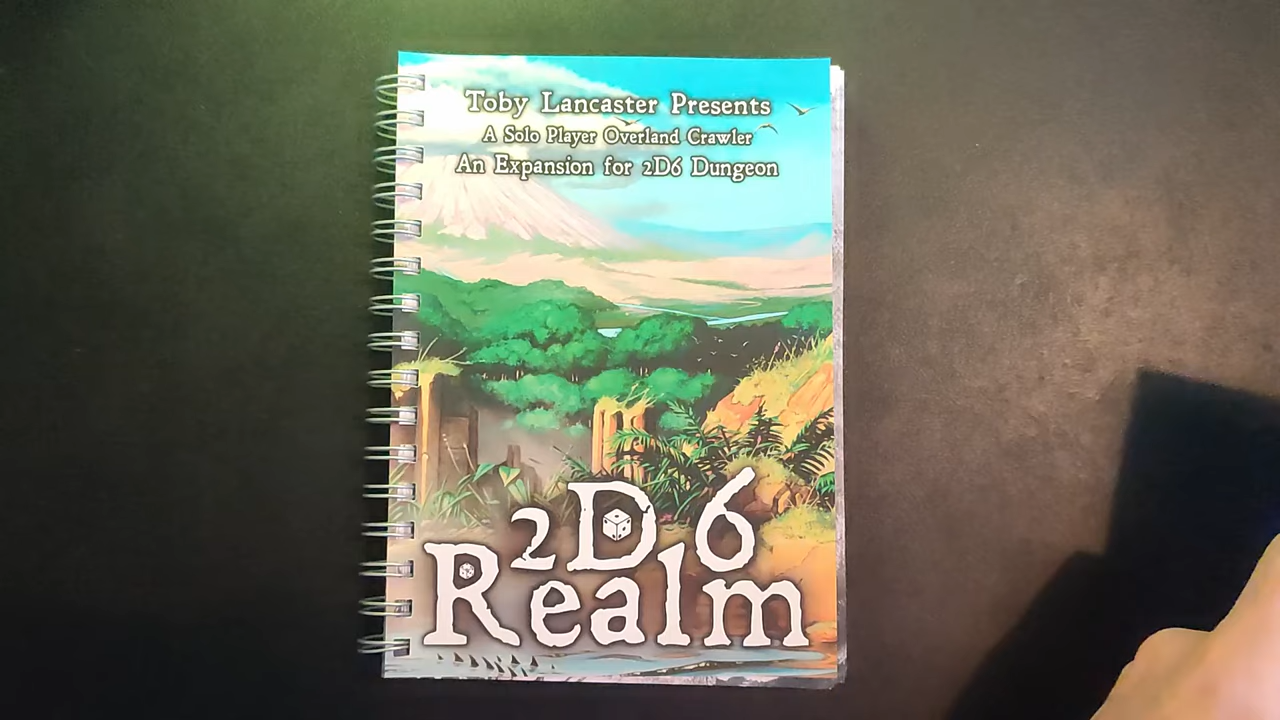 Toby Lancaster Presents
A Solo Player Overland Crawler
An Expansion for 2D6 Dungeon
2D6
Realm